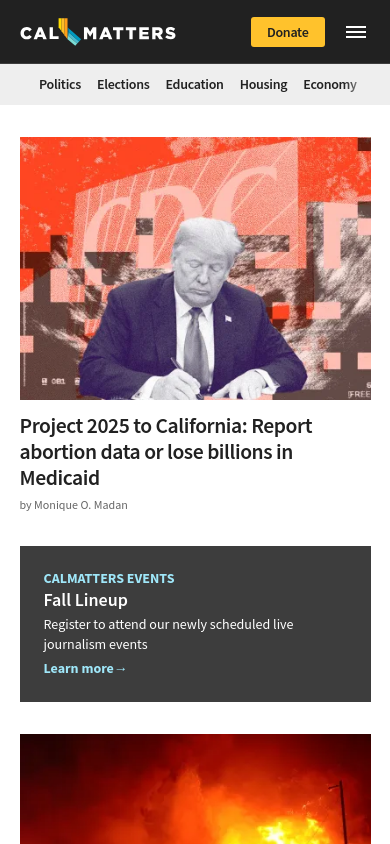 CALMATTERS
Donate
Politics Elections Education Housing Economy
CDC
Project 2025 to California: Report
abortion data or lose billions in
Medicaid
by Monique O. Madan
CALMATTERS EVENTS
Fall Lineup
Register to attend our newly scheduled live
journalism events
Learn more→